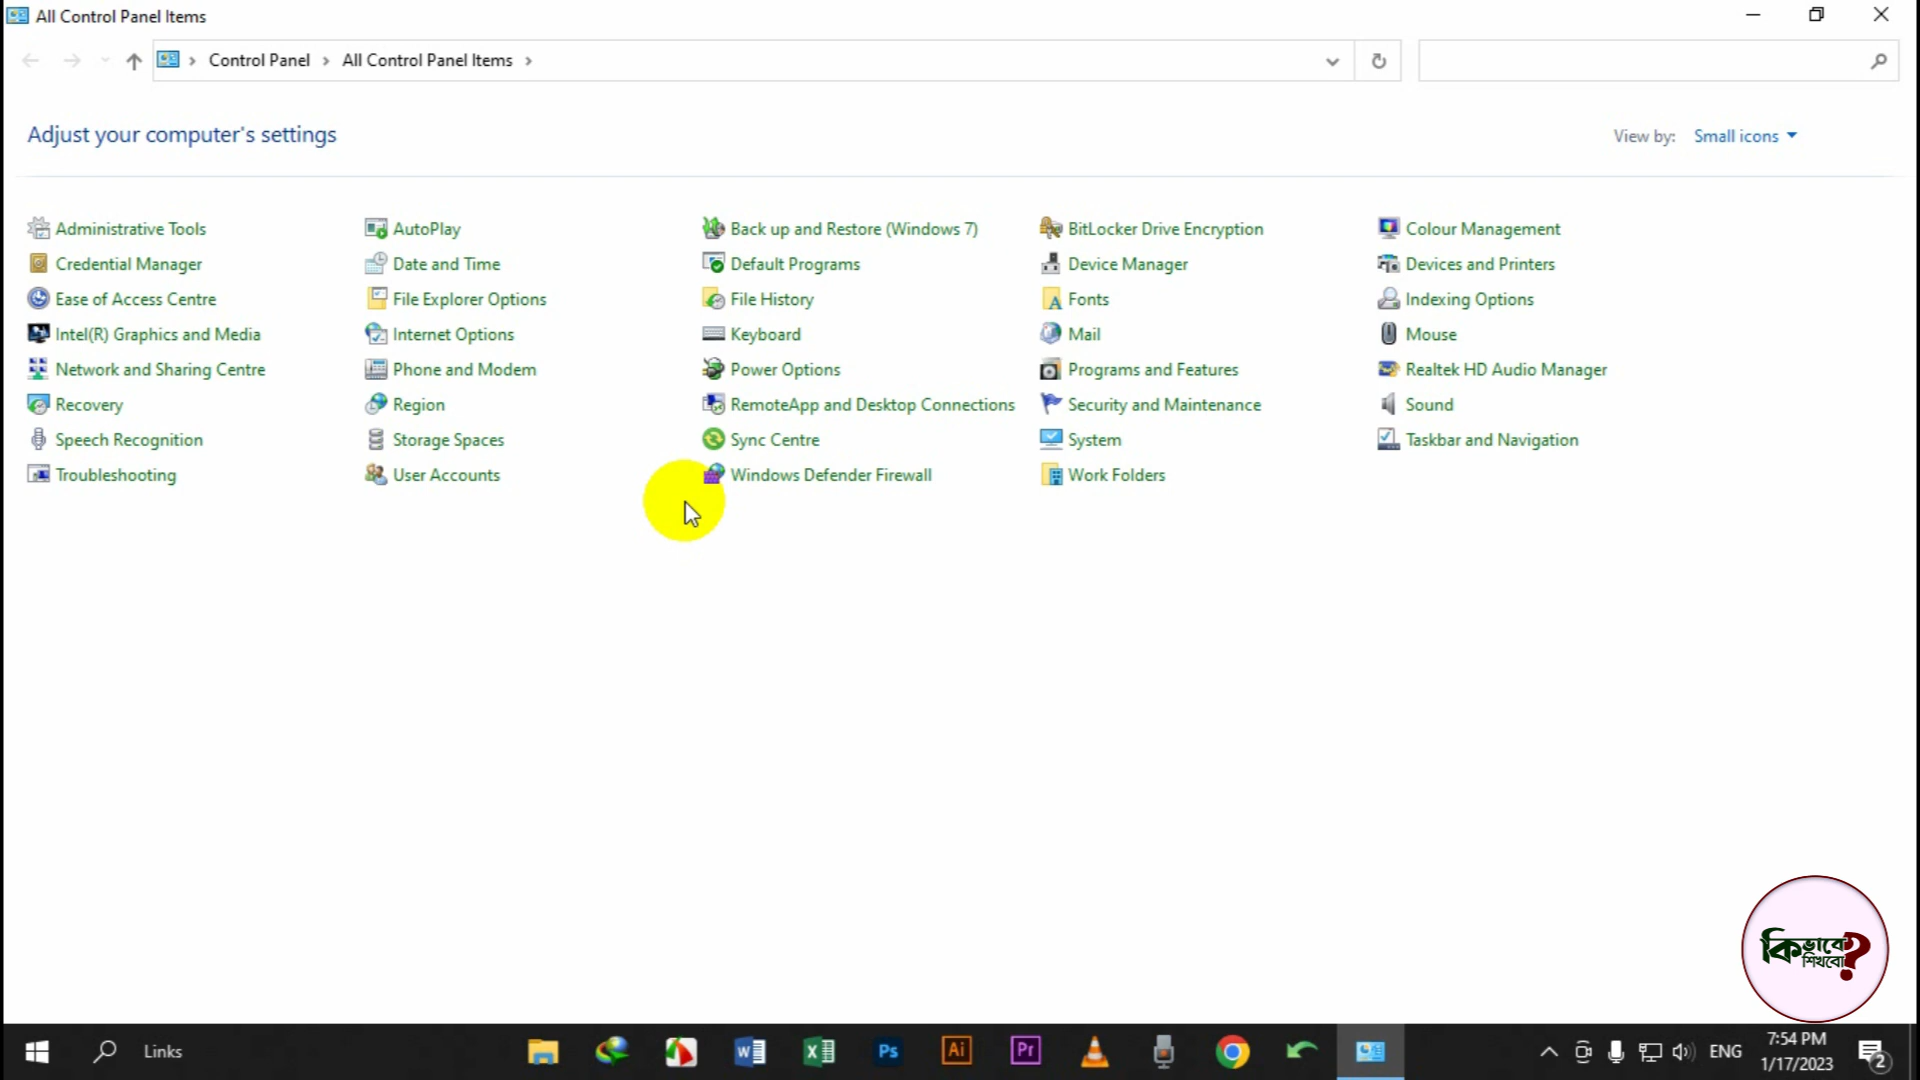 All Control Panel Items
Control Panel
All Control Panel Items
Adjust your computer's settings
View by: Small icons
Administrative Tools
AutoPlay
Back up and Restore (Windows 7)
BitLocker Drive Encryption
Colour Management
Credential Manager
Date and Time
Default Programs
Device Manager
Devices and Printers
Ease of Access Centre
File Explorer Options
File History
Fonts
Indexing Options
Intel(R) Graphics and Media
Internet Options
Keyboard
Mail
Mouse
Network and Sharing Centre
Phone and Modem
Power Options
Programs and Features
Realtek HD Audio Manager
Recovery
Region
RemoteApp and Desktop Connections
Security and Maintenance
Sound
Speech Recognition
Storage Spaces
Sync Centre
System
Taskbar and Navigation
Troubleshooting
User Accounts
Windows Defender Firewall
Work Folders
কিভাবে
শিখবো?
Links
Ps
Ai
Pr
ENG
7:54 PM
1/17/2023
2